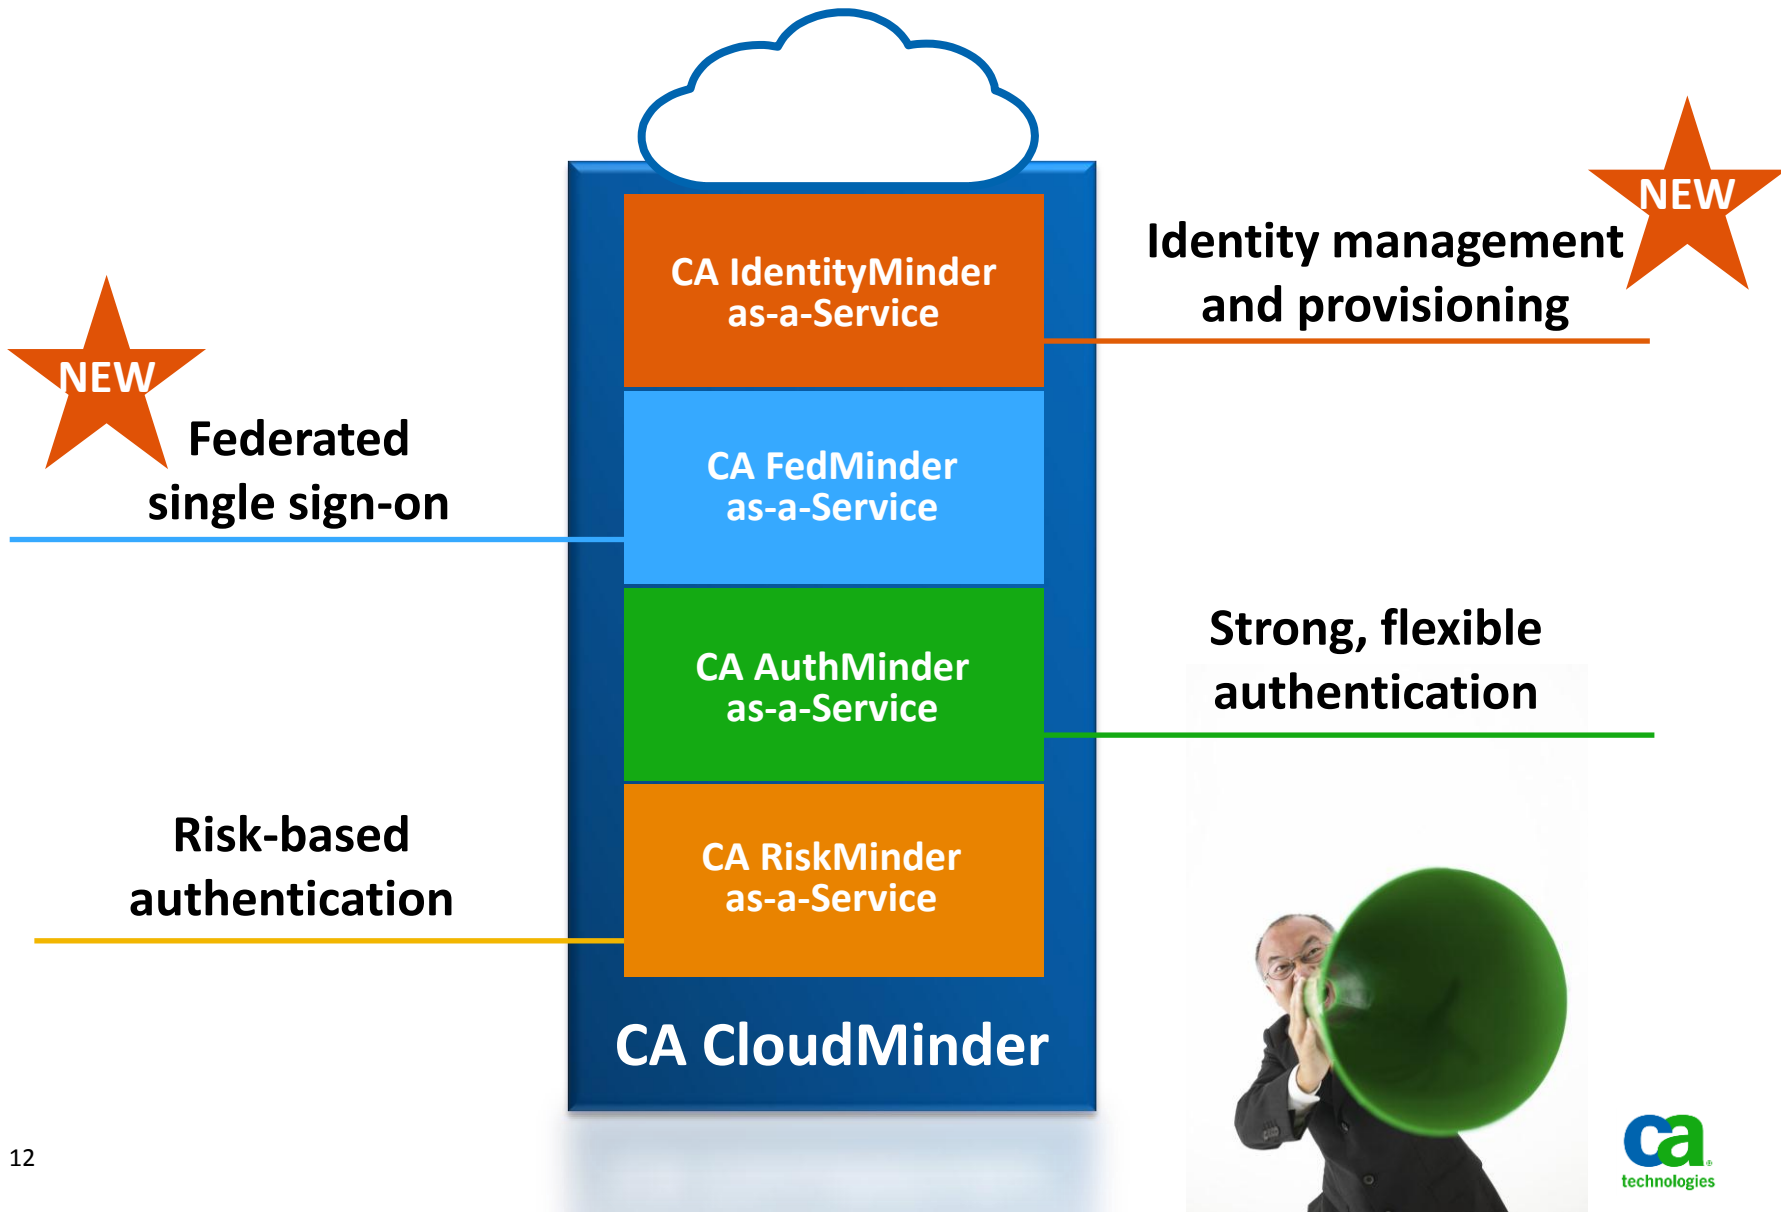 NEW
Identity management
and provisioning
CA IdentityMinder
as-a-Service
NEW
Federated
single sign-on
CA FedMinder
as-a-Service
Strong, flexible
authentication
CA AuthMinder
as-a-Service
Risk-based
authentication
CA RiskMinder
as-a-Service
CA CloudMinder
12
ca
technologies